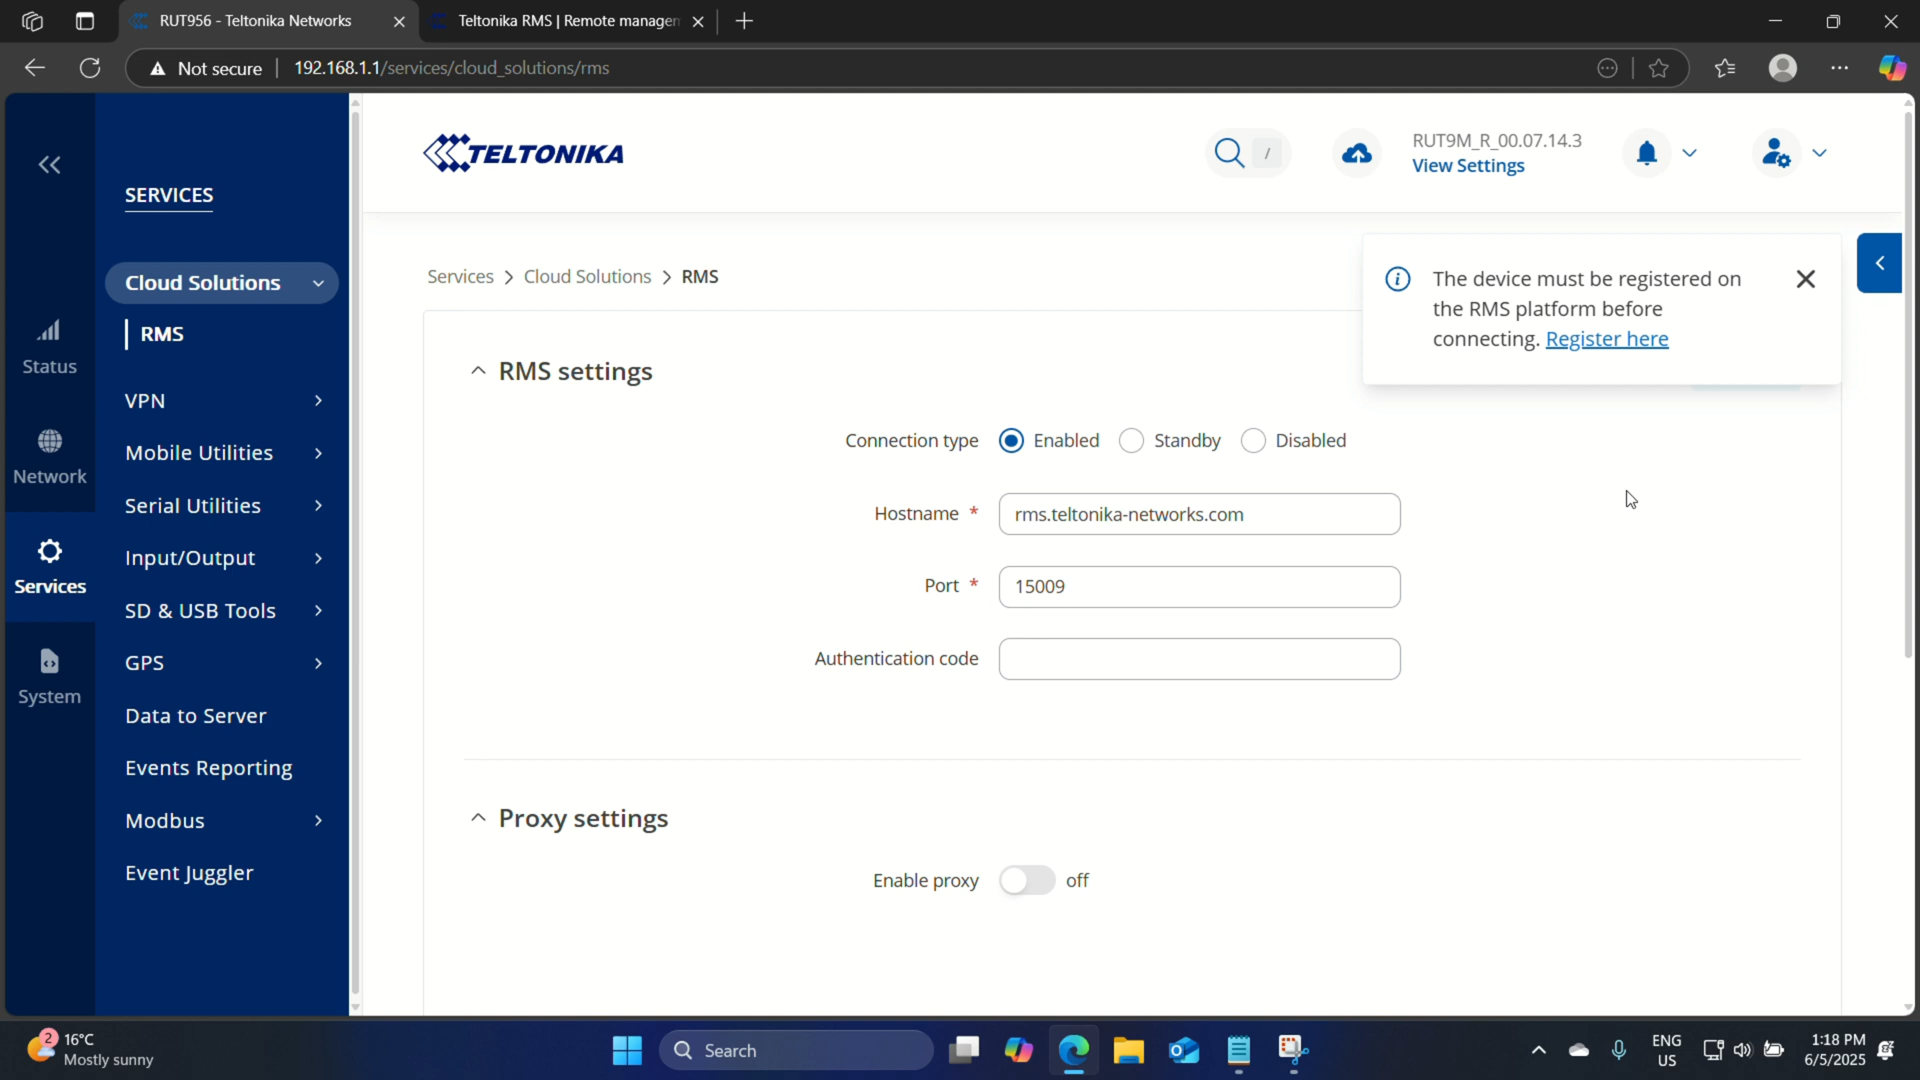 RUT956 - Teltonika Networks
Teltonika RMS | Remote managem
Not secure
192.168.1.1/services/cloud_solutions/rms
TELTONIKA
/
RUT9M_R_00.07.14.3
View Settings
SERVICES
Cloud Solutions
RMS
VPN
Mobile Utilities
Serial Utilities
Input/Output
SD & USB Tools
GPS
Data to Server
Events Reporting
Modbus
Event Juggler
Status
Network
Services
System
Services > Cloud Solutions > RMS
The device must be registered on
the RMS platform before
connecting. Register here
RMS settings
Connection type
Enabled
Standby
Disabled
Hostname *
rms.teltonika-networks.com
Port *
15009
Authentication code
Proxy settings
Enable proxy
off
2
16°C
Mostly sunny
Search
ENG
US
1:18 PM
6/5/2025